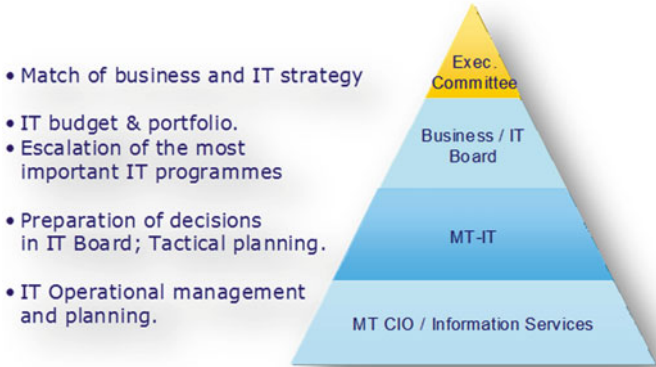 • Match of business and IT strategy
• IT budget & portfolio.
• Escalation of the most
important IT programmes
• Preparation of decisions
in IT Board; Tactical planning.
• IT Operational management
and planning.
Exec.
Committee
Business / IT
Board
MT-IT
MT CIO / Information Services